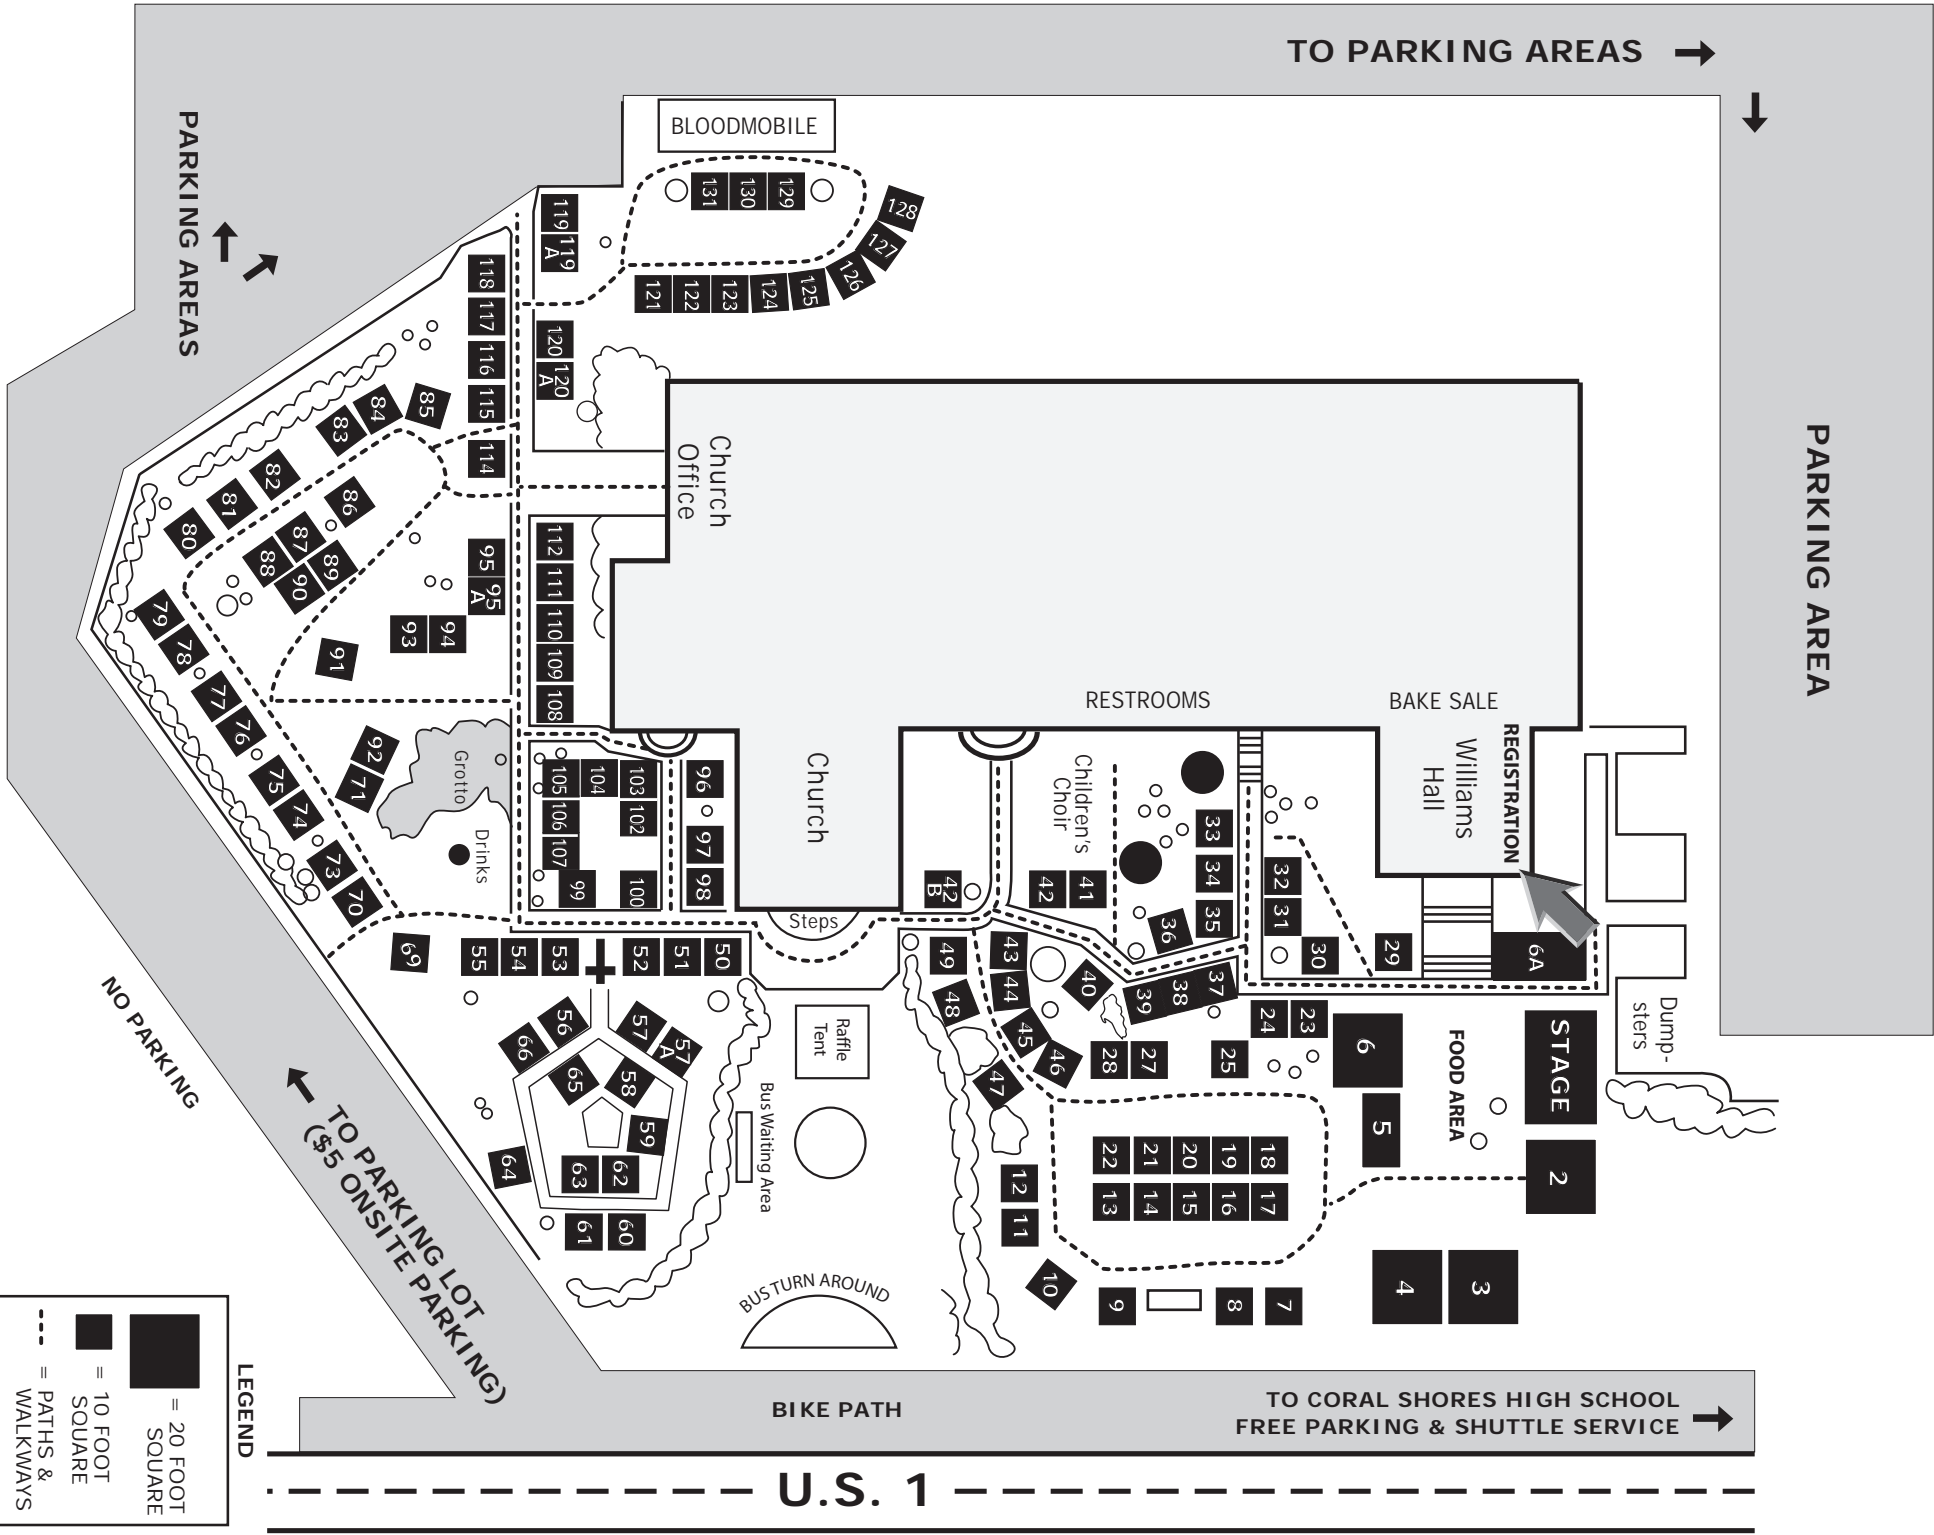 TO PARKING AREAS
PARKING AREAS
PARKING AREA
BLOODMOBILE
131
130
129
128
127
126
125
124
123
122
121
119
119
A
120
120
A
118
117
116
115
114
85
84
83
82
81
80
86
87
88
89
90
95
95
A
93
94
91
112
111
110
109
108
Church
Office
RESTROOMS
BAKE SALE
REGISTRATION
Williams
Hall
Church
Children's
Choir
79
78
77
76
75
74
73
70
92
71
Grotto
Drinks
105
104
103
106
102
107
99
100
96
97
98
42
B
42
41
33
34
35
36
32
31
30
29
6A
Steps
69
55
54
53
52
51
50
49
48
43
44
45
46
47
40
39
38
37
28
27
25
24
23
6
5
FOOD AREA
STAGE
Dump-
sters
2
3
4
56
66
57
57
A
65
58
59
64
63
62
61
60
Raffle
Tent
Bus Waiting Area
BUS TURN AROUND
22
21
20
19
18
13
14
15
16
17
12
11
10
9
8
7
NO PARKING
TO PARKING LOT
($5 ONSITE PARKING)
BIKE PATH
TO CORAL SHORES HIGH SCHOOL
FREE PARKING & SHUTTLE SERVICE
U.S. 1
LEGEND
= 20 FOOT
SQUARE
= 10 FOOT
SQUARE
= PATHS &
WALKWAYS